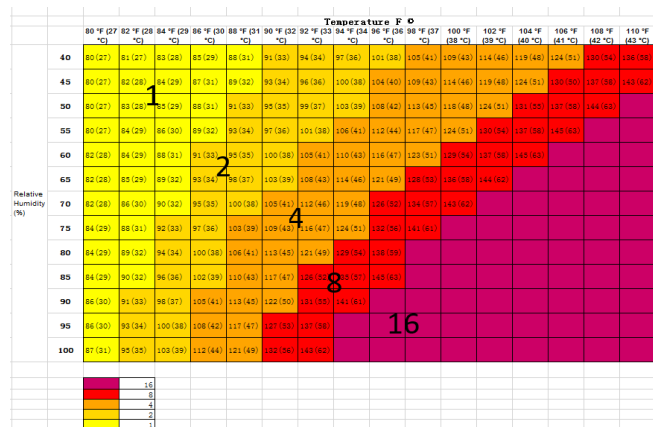 Temperature F ©
80 °F (27 °C) 82 °F (28 °C) 84 °F (29 °C) 86 °F (30 °C) 88 °F (31 °C) 90 °F (32 °C) 92 °F (33 °C) 94 °F (34 °C) 96 °F (36 °C) 98 °F (37 °C) 100 °F (38 °C) 102 °F (39 °C) 104 °F (40 °C) 106 °F (41 °C) 108 °F (42 °C) 110 °F (43 °C)
40 80 (27) 81 (27) 83 (28) 85 (29) 88 (31) 91 (33) 94 (34) 97 (36) 101 (38) 105 (41) 109 (43) 114 (46) 119 (48) 124 (51) 130 (54) 136 (58)
45 80 (27) 82 (28) 84 (29) 87 (31) 89 (32) 93 (34) 96 (36) 100 (38) 104 (40) 109 (43) 114 (46) 119 (48) 124 (51) 137 (58) 143 (62)
1
50 80 (27) 83 (28) 85 (29) 88 (31) 91 (33) 95 (35) 99 (37) 103 (39) 108 (42) 113 (45) 118 (48) 124 (51) 131 (55) 137 (58) 144 (63)
55 80 (27) 84 (29) 86 (30) 89 (32) 93 (34) 97 (36) 101 (38) 106 (41) 112 (44) 117 (47) 124 (51) 130 (54) 137 (58) 145 (63)
60 82 (28) 84 (29) 88 (31) 91 (33) 95 (35) 100 (38) 105 (41) 110 (43) 116 (47) 123 (51) 129 (54) 137 (58) 145 (63)
2
65 82 (28) 85 (29) 89 (32) 93 (34) 98 (37) 103 (39) 108 (42) 114 (46) 121 (49) 128 (53) 136 (58) 144 (62)
Relative Humidity (%)
70 82 (28) 86 (30) 90 (32) 95 (35) 100 (38) 105 (41) 112 (44) 119 (48) 126 (52) 134 (57) 143 (62)
4
75 84 (29) 88 (31) 92 (33) 97 (36) 103 (39) 109 (43) 116 (47) 124 (51) 132 (56) 141 (61)
80 84 (29) 89 (32) 94 (34) 100 (38) 106 (41) 113 (45) 121 (49) 129 (54) 138 (59)
85 84 (29) 90 (32) 96 (36) 102 (39) 110 (43) 117 (47) 126 (52) 135 (57) 145 (63)
8
90 86 (30) 91 (33) 98 (37) 105 (41) 113 (45) 122 (50) 131 (55) 141 (61)
16
95 86 (30) 93 (34) 100 (38) 108 (42) 117 (47) 127 (53) 137 (58)
100 87 (31) 95 (35) 103 (39) 112 (44) 121 (49) 132 (56) 143 (62)
16
8
4
2
1